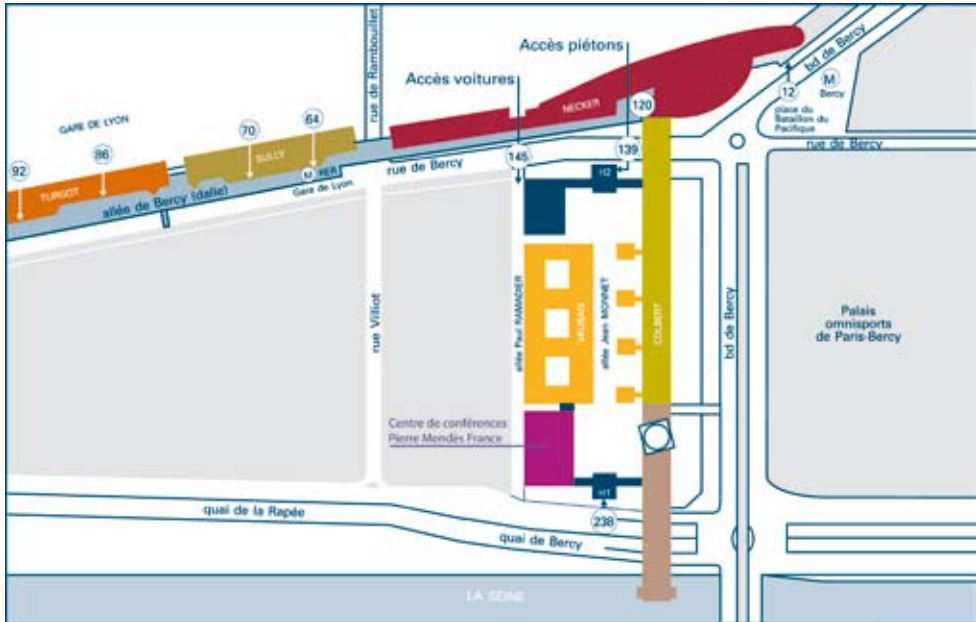 Accès piétons
Accès voitures
bd de Bercy
rue de Rambouillet
M
Bercy
12
place du
Bataillon du
Pacifique
NECKER
120
GARE DE LYON
64
70
86
92
SULLY
TURGOT
M RER
Gare de Lyon
allée de Bercy (dalle)
rue de Bercy
145
139
H2
rue de Bercy
rue Villiot
allée Paul RAMADIER
VAUBAN
allée Jean MONNET
COLBERT
bd de Bercy
Palais
omnisports
de Paris-Bercy
Centre de conférences
Pierre Mendès France
H1
238
quai de la Rapée
quai de Bercy
LA SEINE